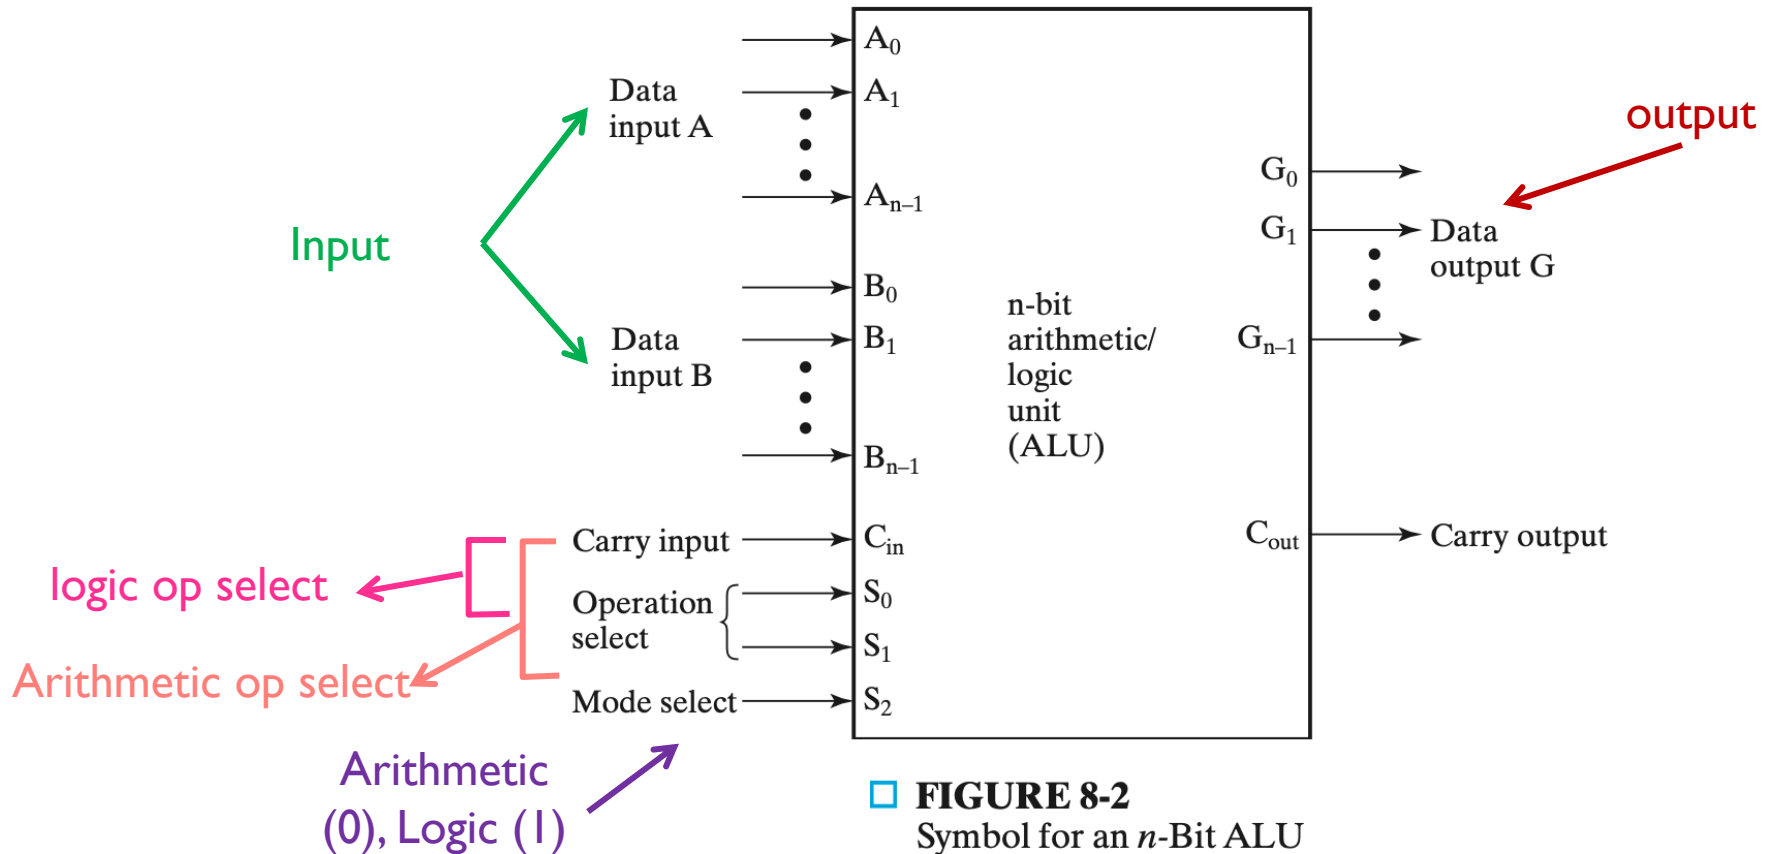 Input
Data
input A
Data
input B
A0
A1
An–1
B0
B1
Bn–1
Carry input
Cin
Operation
select
S0
S1
Mode select
S2
logic op select
Arithmetic op select
Arithmetic
(0), Logic (1)
n-bit
arithmetic/
logic
unit
(ALU)
output
G0
G1
Data
output G
Gn–1
Cout
Carry output
FIGURE 8-2
Symbol for an n-Bit ALU